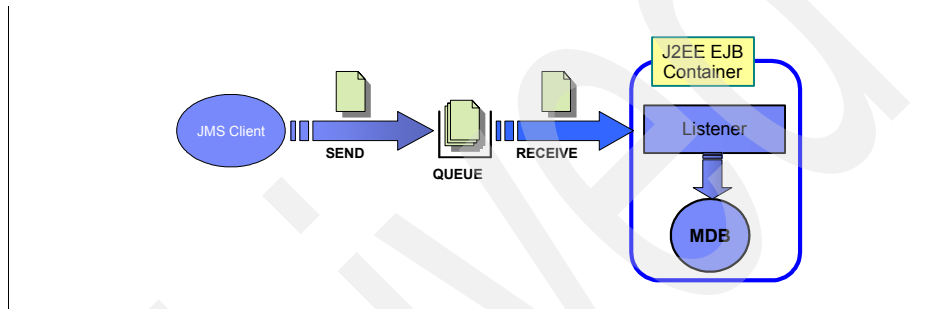 J2EE EJB
Container
JMS Client
Listener
SEND
RECEIVE
QUEUE
MDB